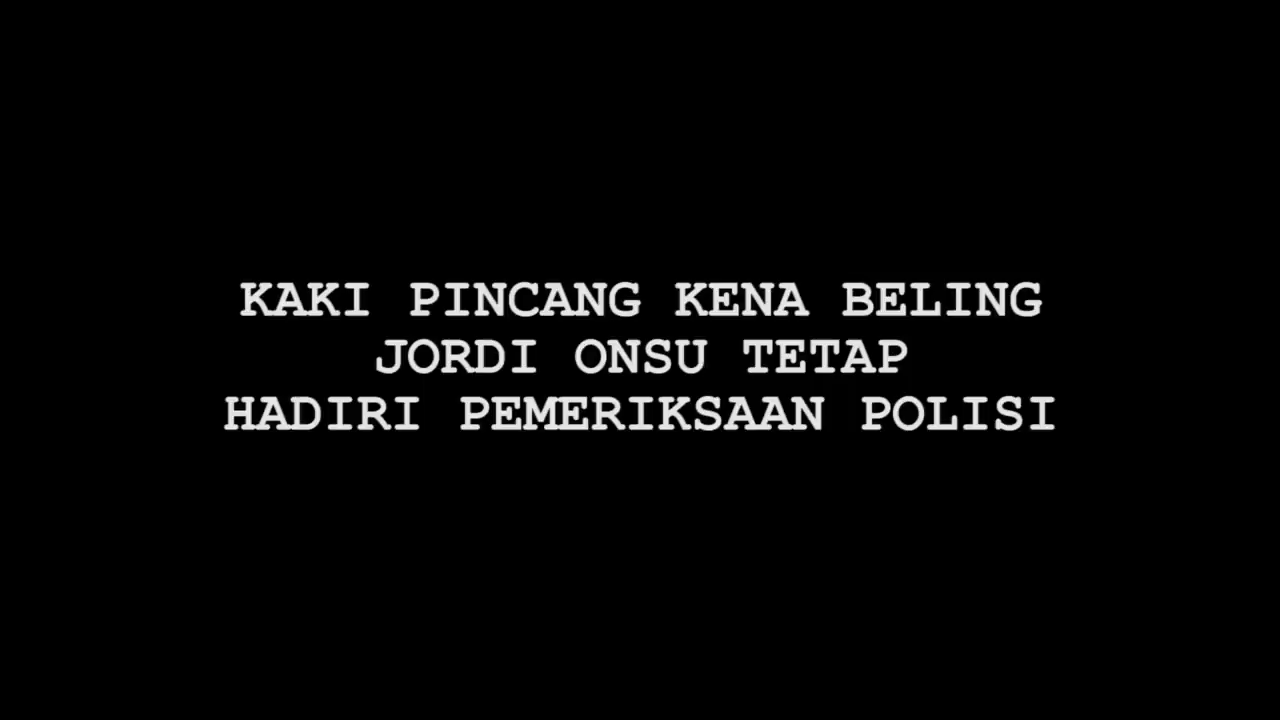 KAKI PINCANG KENA BELING
JORDI ONSU TETAP
HADIRI PEMERIKSAAN POLISI